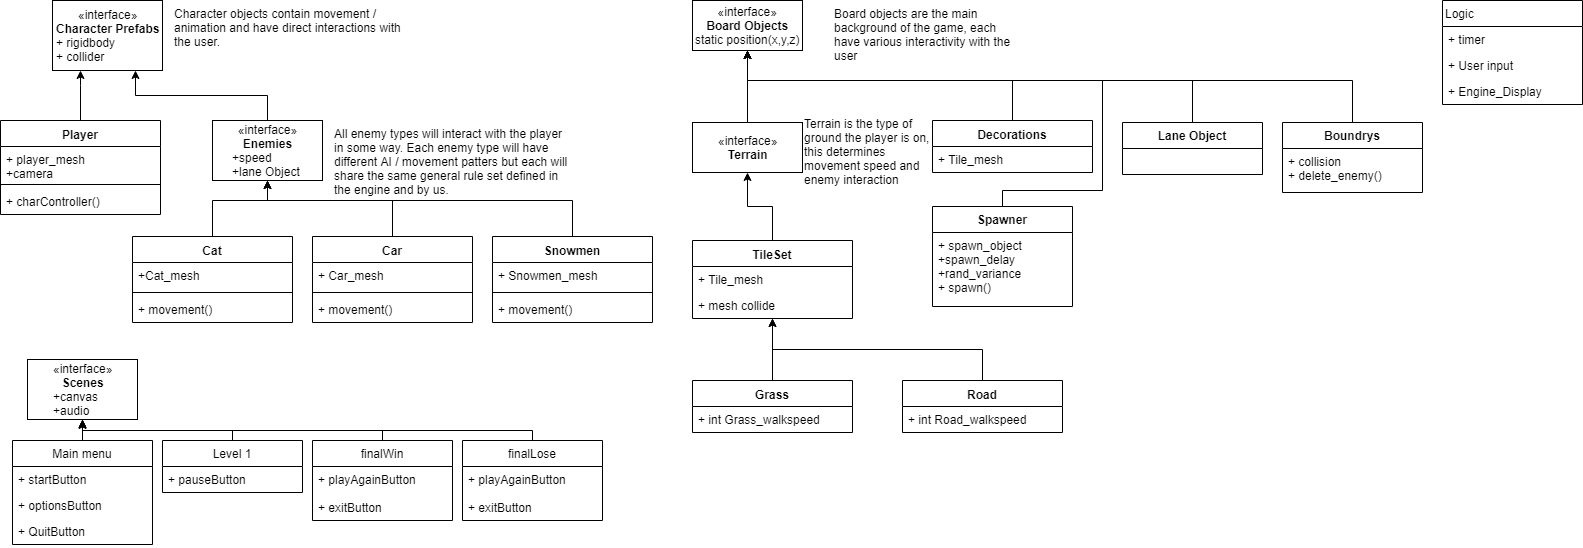 «interface»
Character Prefabs
+ rigidbody
+ collider
Character objects contain movement /
animation and have direct interactions with
the user.
Player
+ player_mesh
+camera
+ charController()
«interface»
Enemies
+speed
+lane Object
All enemy types will interact with the player
in some way. Each enemy type will have
different AI / movement patters but each will
share the same general rule set defined in
the engine and by us.
Cat
+Cat_mesh
+ movement()
Car
+ Car_mesh
+ movement()
Snowmen
+ Snowmen_mesh
+ movement()
«interface»
Scenes
+canvas
+audio
Main menu
+ startButton
+ optionsButton
+ QuitButton
Level 1
+ pauseButton
finalWin
+ playAgainButton
+ exitButton
finalLose
+ playAgainButton
+ exitButton
«interface»
Board Objects
static position(x,y,z)
Board objects are the main
background of the game, each
have various interactivity with the
user
«interface»
Terrain
Terrain is the type of
ground the player is on,
this determines
movement speed and
enemy interaction
Decorations
+ Tile_mesh
Lane Object
Boundrys
+ collision
+ delete_enemy()
Spawner
+ spawn_object
+spawn_delay
+rand_variance
+ spawn()
TileSet
+ Tile_mesh
+ mesh collide
Grass
+ int Grass_walkspeed
Road
+ int Road_walkspeed
Logic
+ timer
+ User input
+ Engine_Display